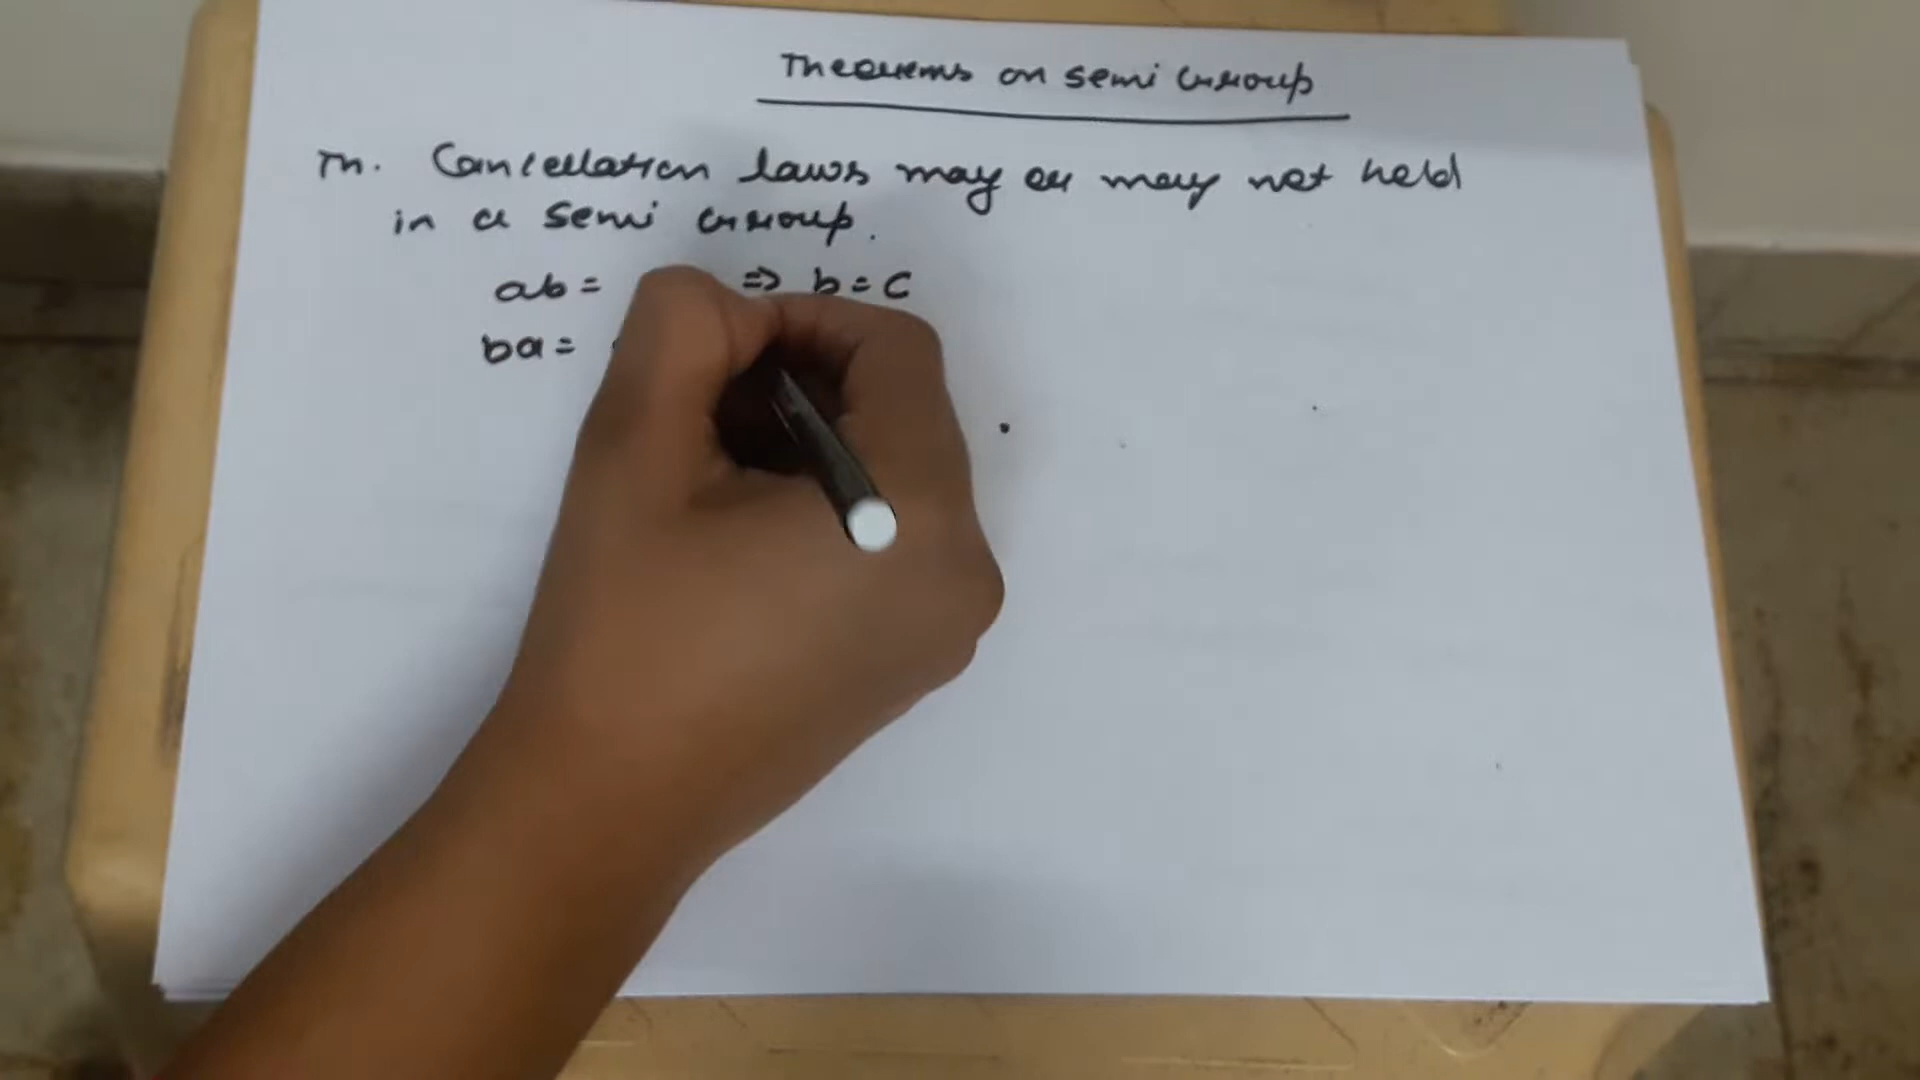 Theorems on semi Group
Th. Cancellation laws may or may not hold
in a semi Group.
ab = ⇒ b = c
ba =